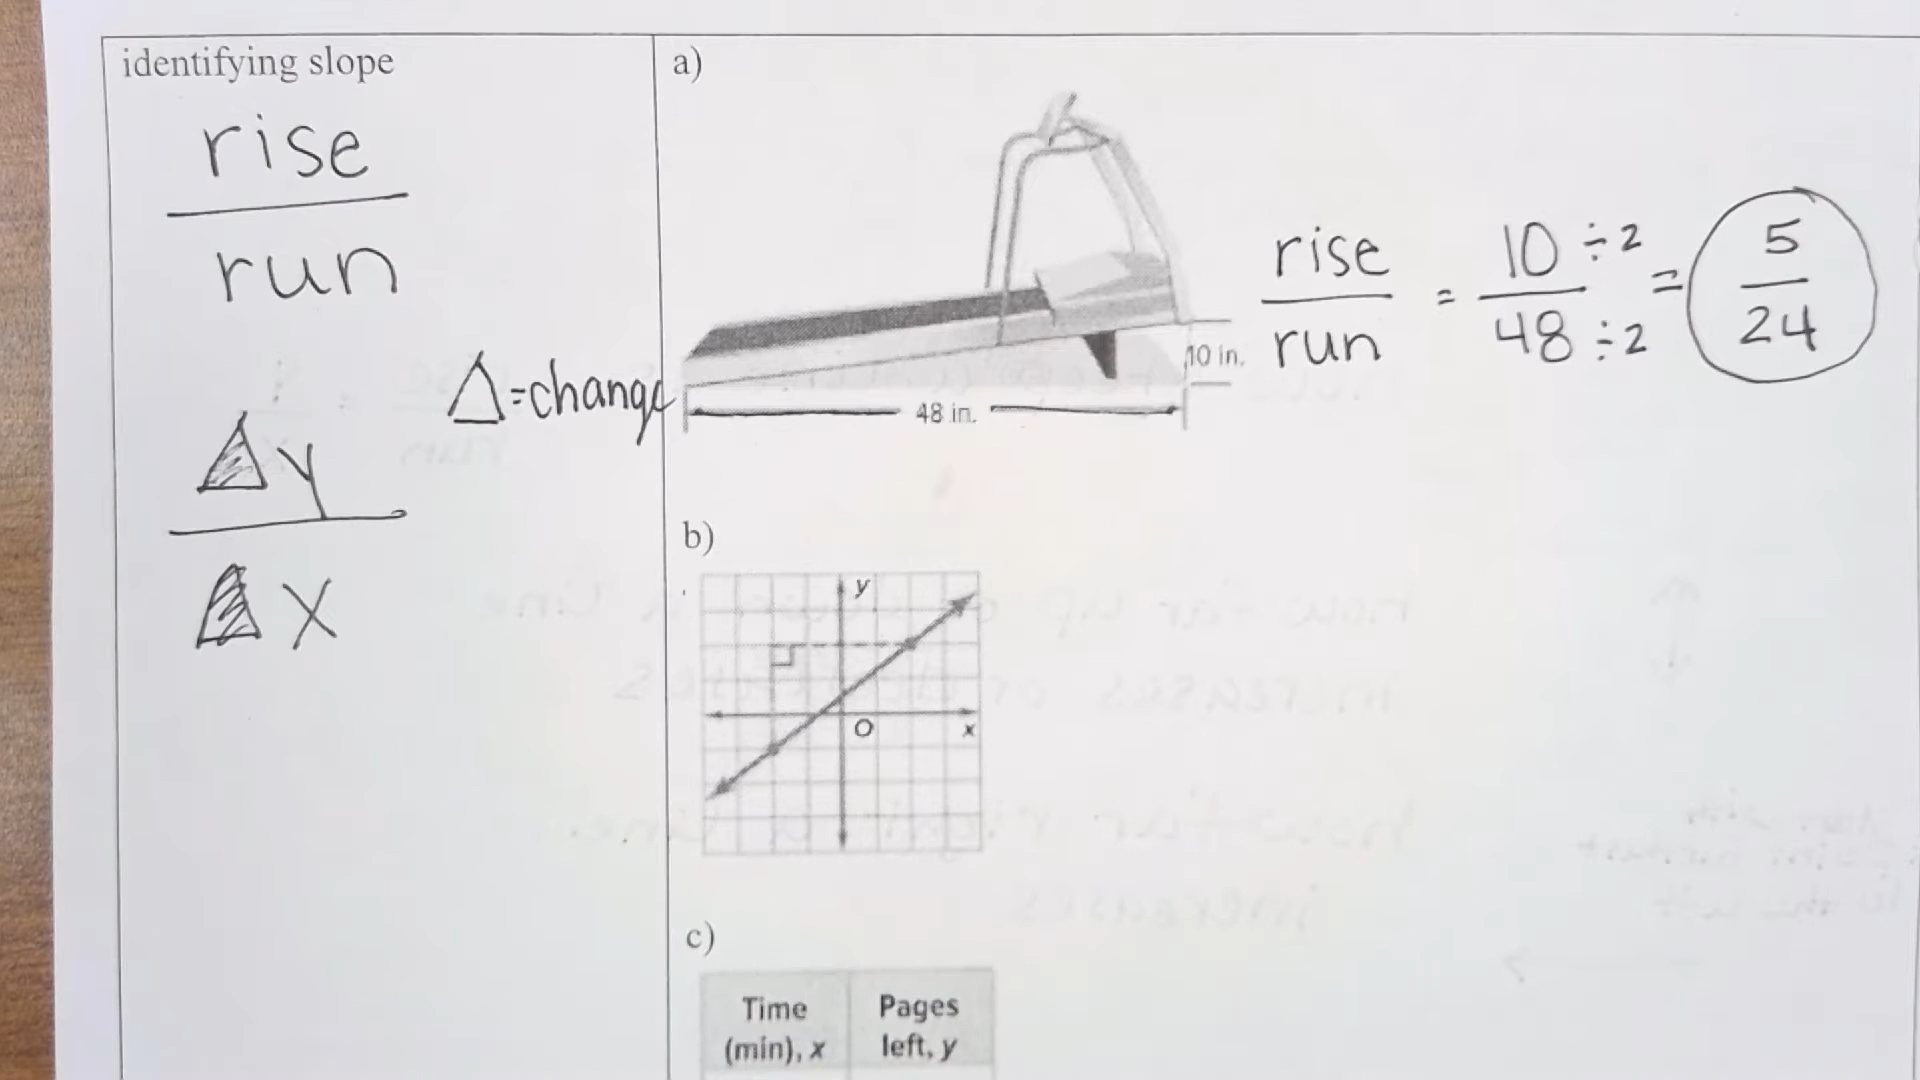 identifying slope
rise
run
Δ=change
Δy
Δx
a)
10 in.
48 in.
rise
run
=
10 ÷2
48 ÷2
=
5
24
b)
y
O
x
c)
Time
(min), x
Pages
left, y